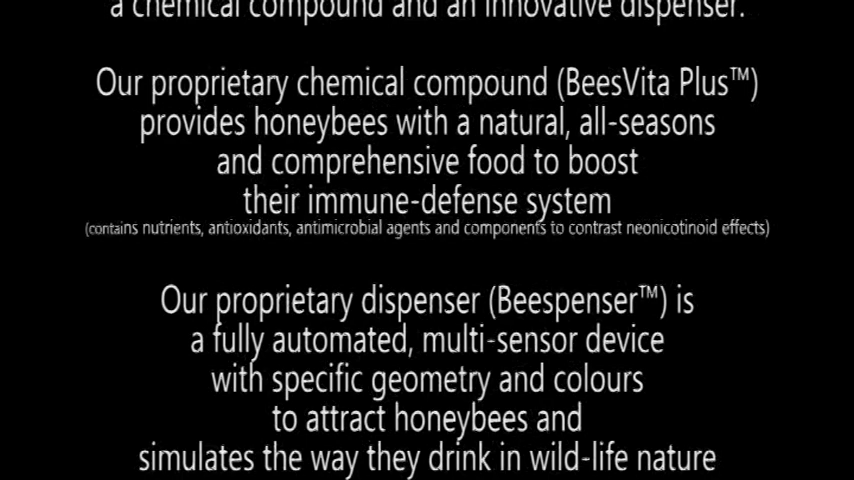 a chemical compound and an innovative dispenser.
Our proprietary chemical compound (BeesVita Plus™)
provides honeybees with a natural, all-seasons
and comprehensive food to boost
their immune-defense system
(contains nutrients, antioxidants, antimicrobial agents and components to contrast neonicotinoid effects)
Our proprietary dispenser (Beespenser™) is
a fully automated, multi-sensor device
with specific geometry and colours
to attract honeybees and
simulates the way they drink in wild-life nature